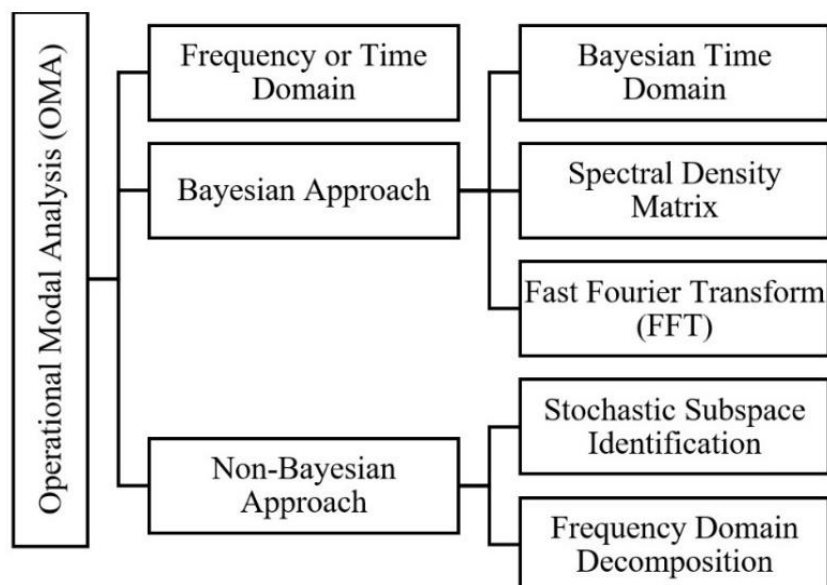 Operational Modal Analysis (OMA)
Frequency or Time
Domain
Bayesian Approach
Non-Bayesian
Approach
Bayesian Time
Domain
Spectral Density
Matrix
Fast Fourier Transform
(FFT)
Stochastic Subspace
Identification
Frequency Domain
Decomposition